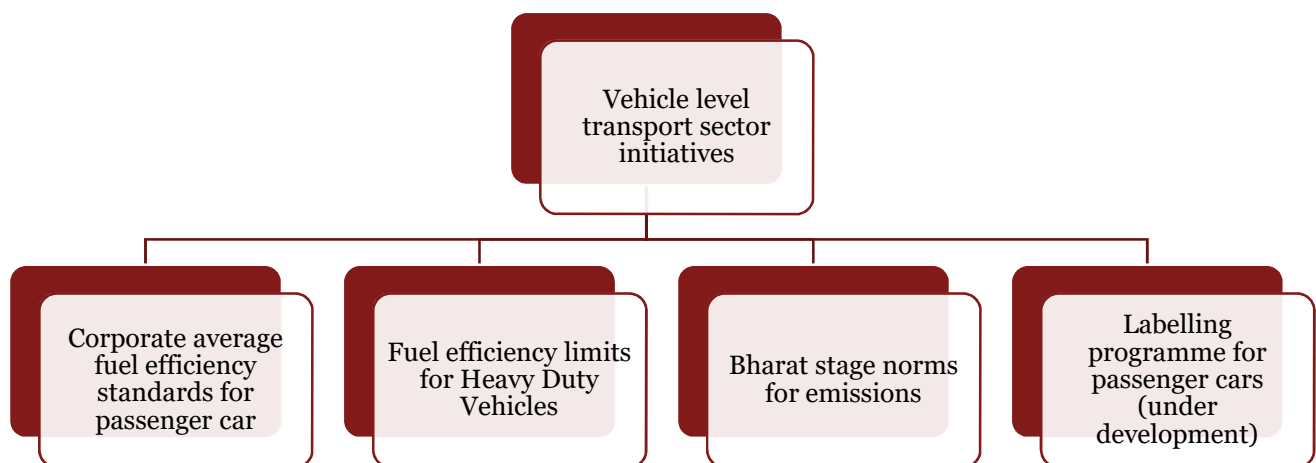 Vehicle level
transport sector
initiatives
Corporate average
fuel efficiency
standards for
passenger car
Fuel efficiency limits
for Heavy Duty
Vehicles
Bharat stage norms
for emissions
Labelling
programme for
passenger cars
(under
development)